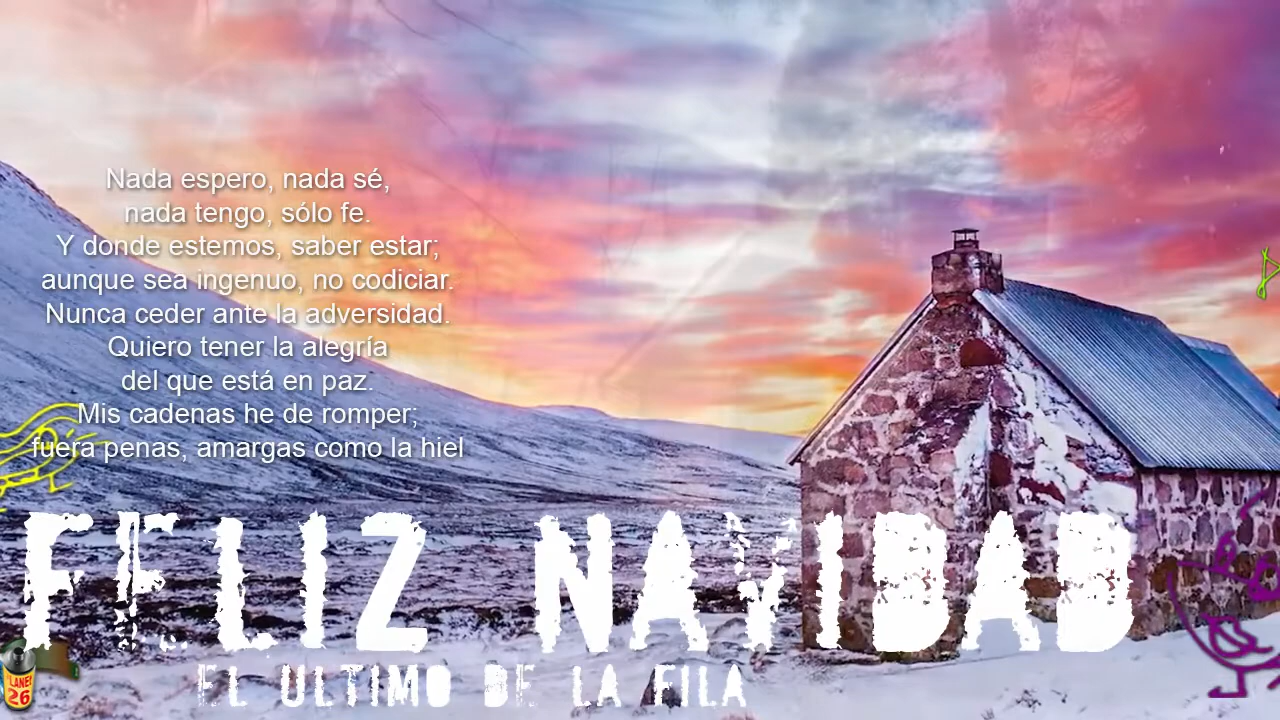 Nada espero, nada sé,
nada tengo, sólo fe.
Y donde estemos, saber estar;
aunque sea ingenuo, no codiciar.
Nunca ceder ante la adversidad.
Quiero tener la alegría
del que está en paz.
Mis cadenas he de romper;
fuera penas, amargas como la hiel
FELIZ NAVIDAD
EL ULTIMO DE LA FILA
PLANET
26